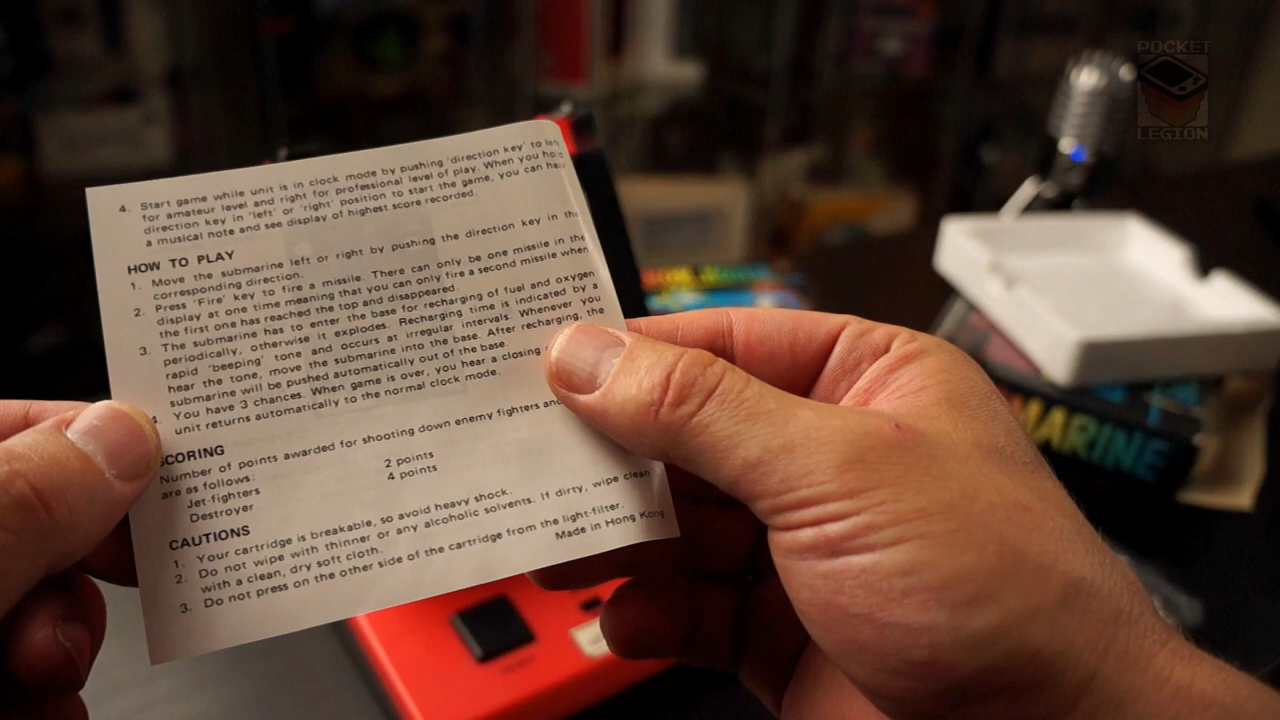 4. Start game while unit is in clock mode by pushing 'direction key' to
for amateur level and right for professional level of play. When you
direction key in 'left' or 'right' position to start the game, you can
a musical note and see display of highest score recorded.
HOW TO PLAY
1. Move the submarine left or right by pushing the direction key in the
corresponding direction.
2. Press 'Fire' key to fire a missile. There can only be one missile in the
display at one time meaning that you can only fire a second missile when
the first one has reached the top and disappeared.
3. The submarine has to enter the base for recharging of fuel and oxygen
periodically, otherwise it explodes. Recharging time is indicated by a
rapid 'beeping' tone and occurs at irregular intervals. Whenever you
hear the tone, move the submarine into the base. After recharging, the
submarine will be pushed automatically out of the base.
You have 3 chances. When game is over, you hear a closing
unit returns automatically to the normal clock mode.
SCORING
Number of points awarded for shooting down enemy fighters and
are as follows:
Jet-fighters 2 points
Destroyer 4 points
CAUTIONS
1. Your cartridge is breakable, so avoid heavy shock.
2. Do not wipe with thinner or any alcoholic solvents. If dirty, wipe clean
with a clean, dry soft cloth.
3. Do not press on the other side of the cartridge from the light-filter.
Made in Hong Kong
POCKET
LEGION
MARINE